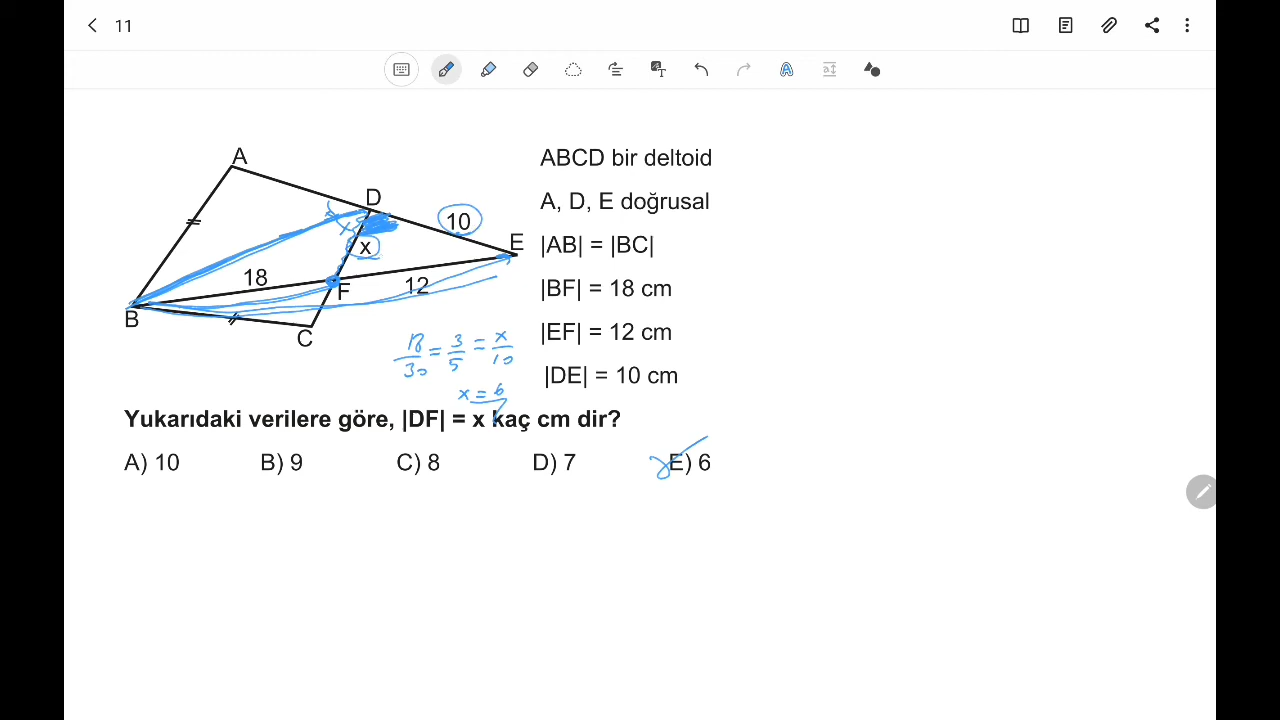 11
A
ABCD bir deltoid
D
A, D, E doğrusal
10
E
x
|AB| = |BC|
18
12
F
|BF| = 18 cm
B
C
|EF| = 12 cm
18/30 = 3/5 = x/10
|DE| = 10 cm
x = 6
Yukarıdaki verilere göre, |DF| = x kaç cm dir?
A) 10 B) 9 C) 8 D) 7 E) 6